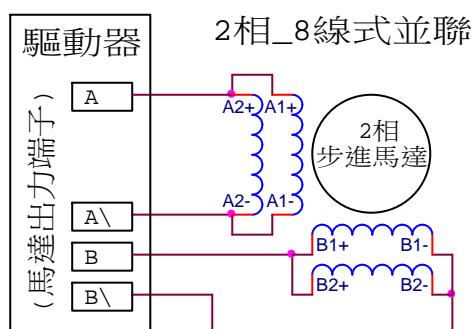 2相_8線式並聯
驅動器
(馬達出力端子)
A
A\
B
B\
A2+ A1+
A2- A1-
2相
步進馬達
B1+ B1-
B2+ B2-